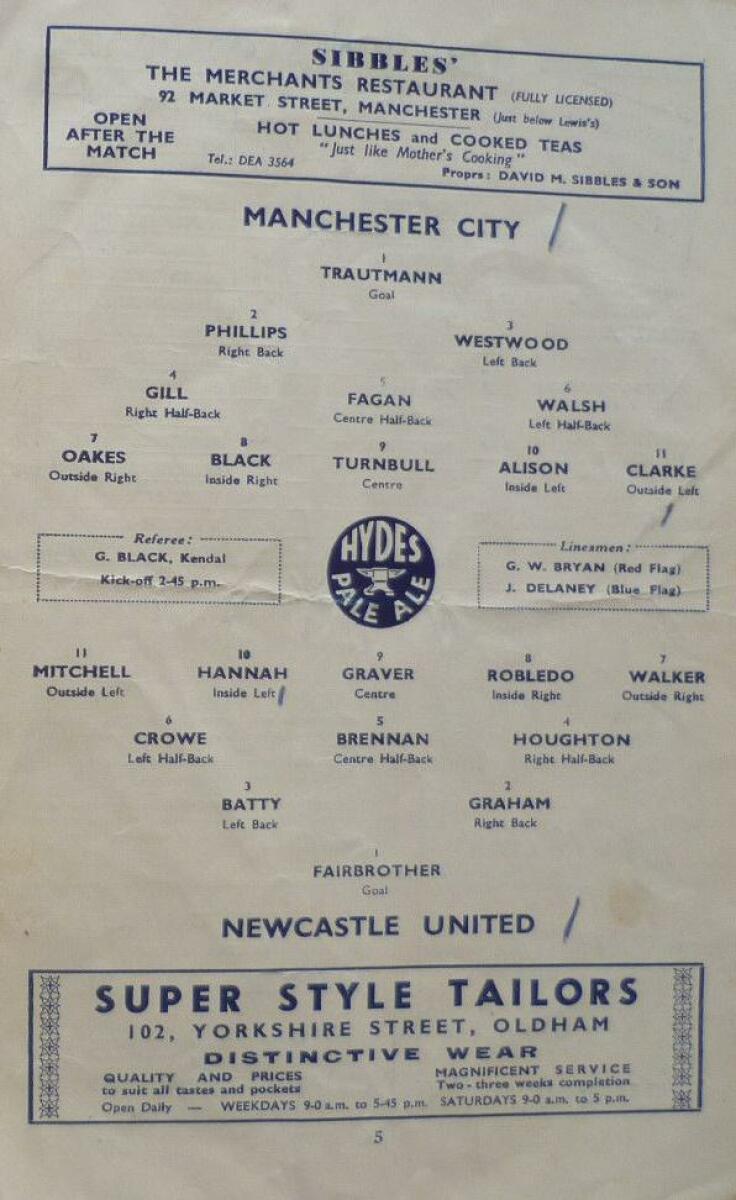 SIBBLES'
THE MERCHANTS RESTAURANT (FULLY LICENSED)
92 MARKET STREET, MANCHESTER (Just below Lewis's)
OPEN AFTER THE MATCH
HOT LUNCHES and COOKED TEAS
"Just like Mother's Cooking"
Tel.: DEA 3564
Proprs: DAVID M. SIBBLES & SON
MANCHESTER CITY /
1
TRAUTMANN
Goal
2 3
PHILLIPS WESTWOOD
Right Back Left Back
4 5 6
GILL FAGAN WALSH
Right Half-Back Centre Half-Back Left Half-Back
7 8 9 10 11
OAKES BLACK TURNBULL ALISON CLARKE
Outside Right Inside Right Centre Inside Left Outside Left
/
Referee:
G. BLACK, Kendal
Kick-off 2-45 p.m.
HYDES
PALE ALE
Linesmen:
G. W. BRYAN (Red Flag)
J. DELANEY (Blue Flag)
11 10 9 8 7
MITCHELL HANNAH GRAVER ROBLEDO WALKER
Outside Left Inside Left / Centre Inside Right Outside Right
6 5 4
CROWE BRENNAN HOUGHTON
Left Half-Back Centre Half-Back Right Half-Back
3 2
BATTY GRAHAM
Left Back Right Back
1
FAIRBROTHER
Goal
NEWCASTLE UNITED /
SUPER STYLE TAILORS
102, YORKSHIRE STREET, OLDHAM
DISTINCTIVE WEAR
QUALITY AND PRICES
to suit all tastes and pockets
MAGNIFICENT SERVICE
Two-three weeks completion
Open Daily — WEEKDAYS 9-0 a.m. to 5-45 p.m. SATURDAYS 9-0 a.m. to 5 p.m.
5